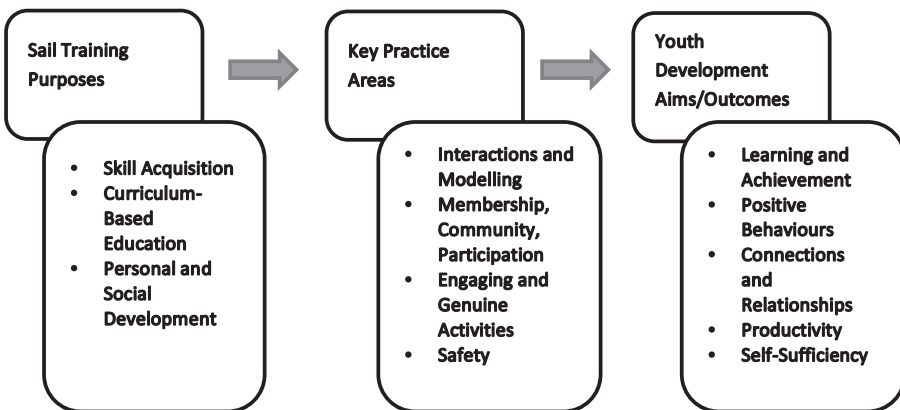 Sail Training
Purposes
• Skill Acquisition
• Curriculum-
Based
Education
• Personal and
Social
Development
Key Practice
Areas
• Interactions and
Modelling
• Membership,
Community,
Participation
• Engaging and
Genuine
Activities
• Safety
Youth
Development
Aims/Outcomes
• Learning and
Achievement
• Positive
Behaviours
• Connections
and
Relationships
• Productivity
• Self-Sufficiency